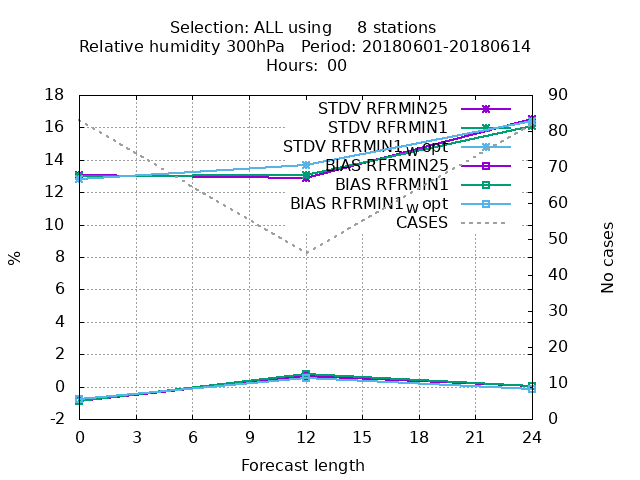 Selection: ALL using     8 stations
Relative humidity 300hPa   Period: 20180601-20180614
Hours: 00
18
16
14
12
10
8
6
4
2
0
-2
%
90
80
70
60
50
40
30
20
10
0
No cases
STDV RFRMIN25
STDV RFRMIN1
STDV RFRMIN1w opt
BIAS RFRMIN25
BIAS RFRMIN1
BIAS RFRMIN1w opt
CASES
0 3 6 9 12 15 18 21 24
Forecast length